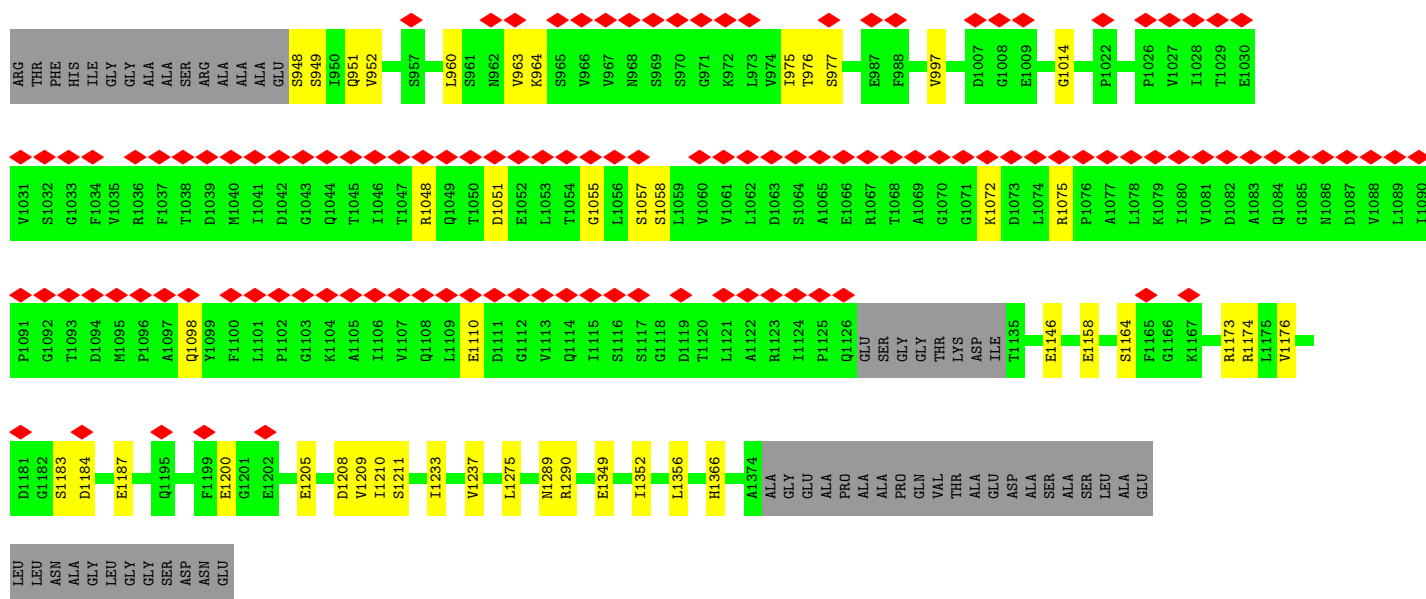 ARG THR PHE HIS ILE GLY GLY ALA ALA SER ARG ALA ALA ALA GLU S948 S949 I950 Q951 V952 S957 L960 S961 N962 V963 K964 S965 V966 V967 N968 S969 S970 G971 K972 L973 V974 I975 T976 S977 E987 F988 V997 D1007 G1008 E1009 G1014 P1022 P1026 V1027 I1028 T1029 E1030
V1031 S1032 G1033 F1034 V1035 R1036 F1037 T1038 D1039 M1040 I1041 D1042 G1043 Q1044 T1045 I1046 T1047 R1048 Q1049 T1050 D1051 E1052 L1053 T1054 G1055 L1056 S1057 S1058 L1059 V1060 V1061 L1062 D1063 S1064 A1065 E1066 R1067 T1068 A1069 G1070 G1071 K1072 D1073 L1074 R1075 P1076 A1077 L1078 K1079 I1080 V1081 D1082 A1083 Q1084 G1085 N1086 D1087 V1088 L1089 I1090
P1091 G1092 T1093 D1094 M1095 P1096 A1097 Q1098 Y1099 F1100 L1101 P1102 G1103 K1104 A1105 I1106 V1107 Q1108 L1109 E1110 D1111 G1112 V1113 Q1114 I1115 S1116 S1117 G1118 D1119 T1120 L1121 A1122 R1123 I1124 P1125 Q1126 GLU SER GLY GLY THR LYS ASP ILE T1135 E1146 E1158 S1164 F1165 G1166 K1167 R1173 R1174 L1175 V1176
D1181 G1182 S1183 D1184 E1187 Q1195 F1199 E1200 G1201 E1202 E1205 D1208 V1209 I1210 S1211 I1233 V1237 L1275 N1289 R1290 E1349 I1352 L1356 H1366 A1374 ALA GLY GLU ALA PRO ALA ALA PRO GLN VAL THR ALA GLU ASP ALA SER ALA SER LEU ALA GLU
LEU LEU ASN ALA GLY LEU GLY GLY SER ASP ASN GLU